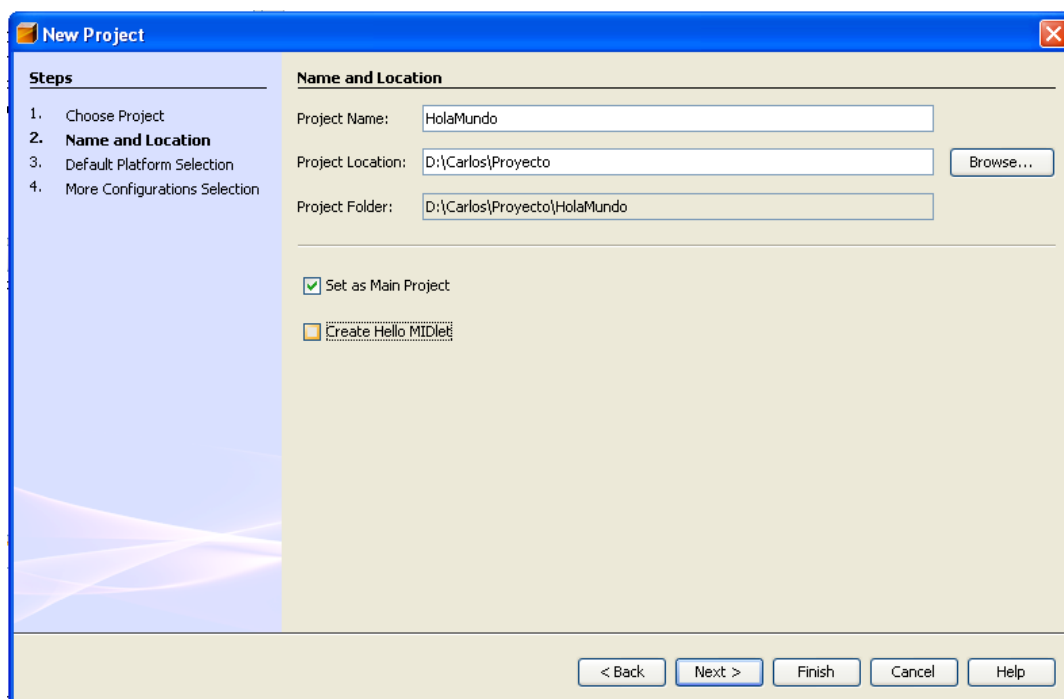 New Project
Steps
1. Choose Project
2. Name and Location
3. Default Platform Selection
4. More Configurations Selection
Name and Location
Project Name: HolaMundo
Project Location: D:\Carlos\Proyecto Browse...
Project Folder: D:\Carlos\Proyecto\HolaMundo
Set as Main Project
Create Hello MIDlet
< Back Next > Finish Cancel Help